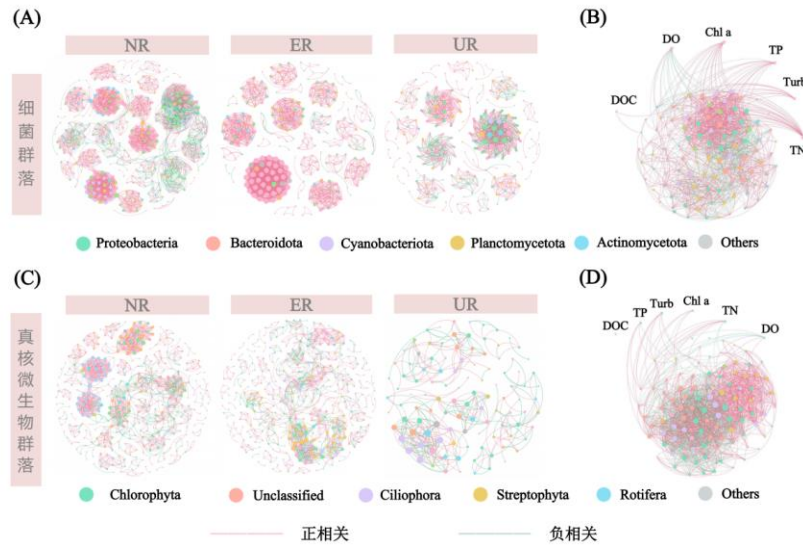 (A)
NR ER UR
细菌群落
(B)
DO Chl a TP Turb TN DOC
Proteobacteria Bacteroidota Cyanobacteriota Planctomycetota Actinomycetota Others
(C)
NR ER UR
真核微生物群落
(D)
DOC TP Turb Chl a TN DO
Chlorophyta Unclassified Ciliophora Streptophyta Rotifera Others
正相关 负相关